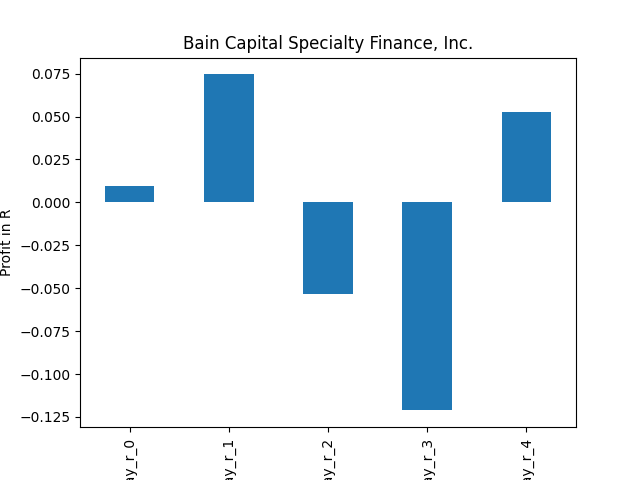 Bain Capital Specialty Finance, Inc.
0.075
0.050
0.025
0.000
−0.025
−0.050
−0.075
−0.100
−0.125
Profit in R
ay_r_0
ay_r_1
ay_r_2
ay_r_3
ay_r_4